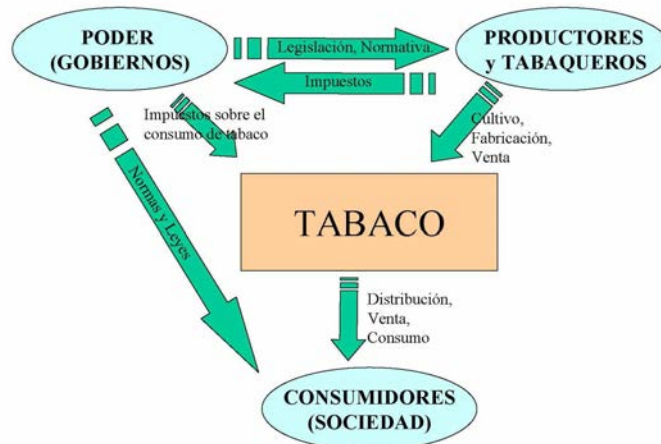 PODER
(GOBIERNOS)
Legislación, Normativa.
Impuestos
PRODUCTORES
y TABAQUEROS
Impuestos sobre el
consumo de tabaco
Cultivo,
Fabricación,
Venta
Normas y Leyes
TABACO
Distribución,
Venta,
Consumo
CONSUMIDORES
(SOCIEDAD)